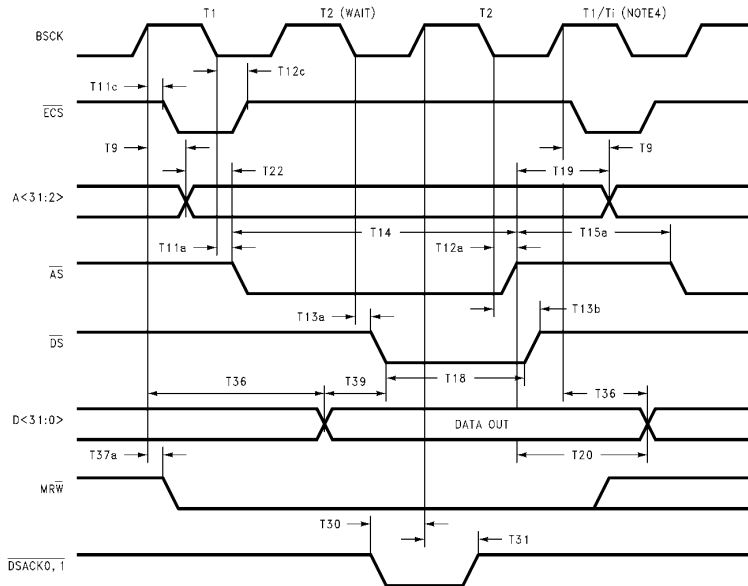 T1 T2 (WAIT) T2 T1/Ti (NOTE4)
BSCK
T11c T12c
ECS
T9 T22 T19 T9
A<31:2>
T11a T14 T12a T15a
AS
T13a T13b
DS
T36 T39 T18 T36
D<31:0> DATA OUT
T37a T20
MRW
T30 T31
DSACK0, 1